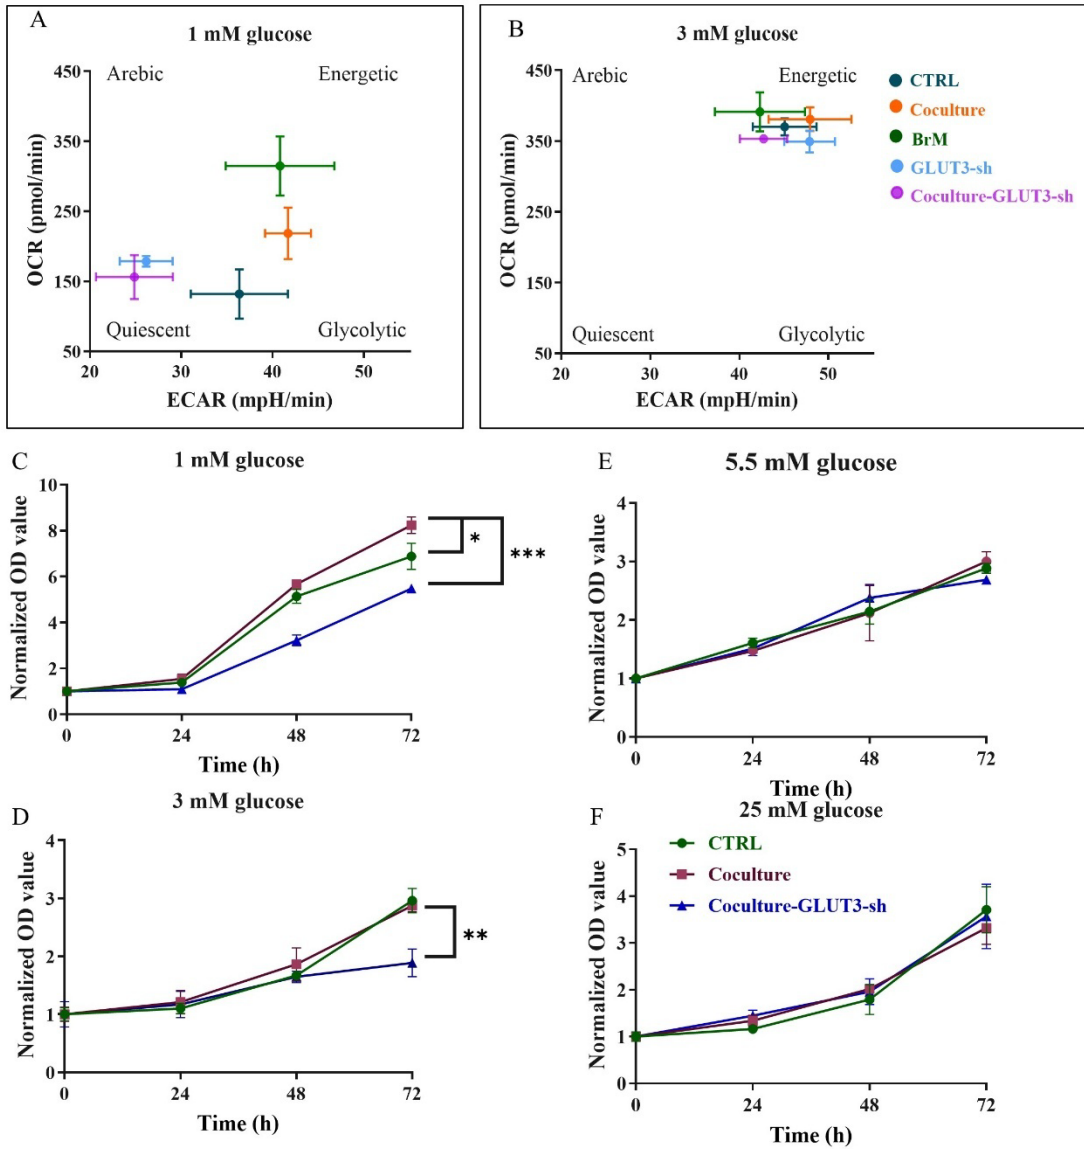 A
1 mM glucose
450
Arebic
Energetic
350
OCR (pmol/min)
250
150
Quiescent
Glycolytic
50
20
30
40
50
ECAR (mpH/min)
B
3 mM glucose
450
Arebic
Energetic
350
OCR (pmol/min)
250
150
Quiescent
Glycolytic
50
20
30
40
50
ECAR (mpH/min)
CTRL
Coculture
BrM
GLUT3-sh
Coculture-GLUT3-sh
C
1 mM glucose
10
8
6
4
2
0
Normalized OD value
*
***
0
24
48
72
Time (h)
E
5.5 mM glucose
4
3
2
1
0
Normalized OD value
0
24
48
72
Time (h)
D
3 mM glucose
4
3
2
1
0
Normalized OD value
**
0
24
48
72
Time (h)
F
25 mM glucose
5
4
3
2
1
0
Normalized OD value
CTRL
Coculture
Coculture-GLUT3-sh
0
24
48
72
Time (h)